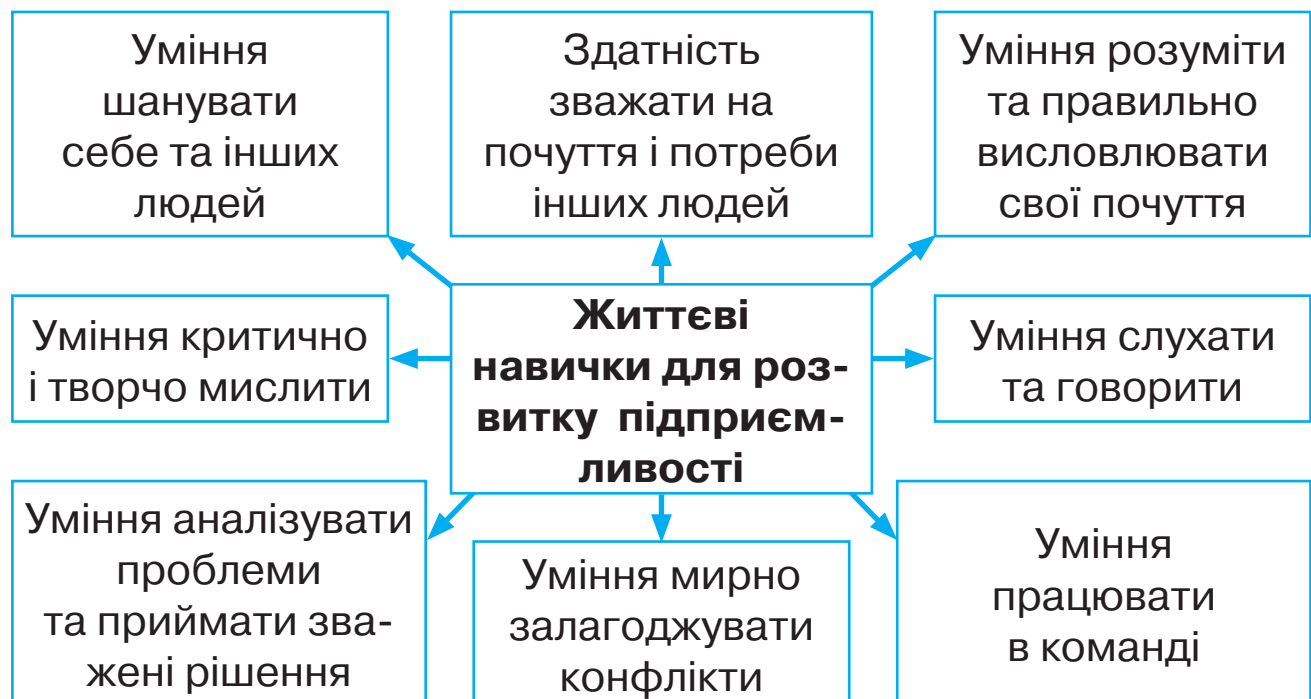 Уміння
шанувати
себе та інших
людей
Здатність
зважати на
почуття і потреби
інших людей
Уміння розуміти
та правильно
висловлювати
свої почуття
Уміння критично
і творчо мислити
Життєві
навички для роз-
витку підприєм-
ливості
Уміння слухати
та говорити
Уміння аналізувати
проблеми
та приймати зва-
жені рішення
Уміння мирно
залагоджувати
конфлікти
Уміння
працювати
в команді